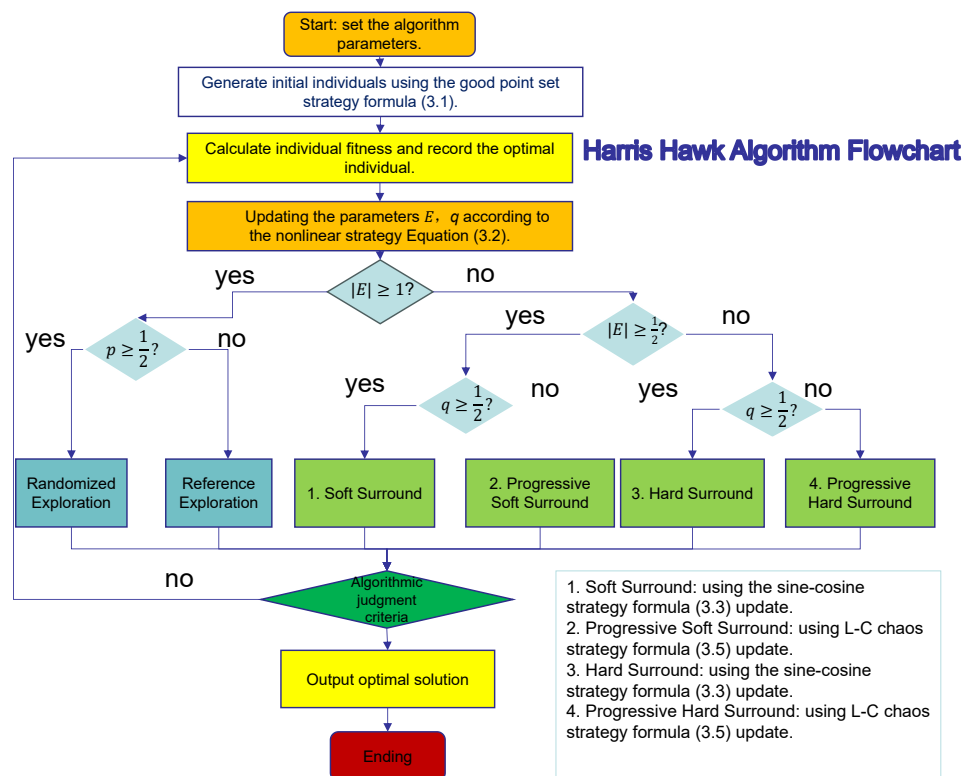 Start: set the algorithm
parameters.
Generate initial individuals using the good point set
strategy formula (3.1).
Calculate individual fitness and record the optimal
individual.
Harris Hawk Algorithm Flowchart
Updating the parameters E, q according to
the nonlinear strategy Equation (3.2).
|E| ≥ 1?
yes
no
|E| ≥ 1/2?
yes
no
p ≥ 1/2?
yes
no
q ≥ 1/2?
yes
no
q ≥ 1/2?
yes
no
Randomized
Exploration
Reference
Exploration
1. Soft Surround
2. Progressive
Soft Surround
3. Hard Surround
4. Progressive
Hard Surround
no
Algorithmic
judgment
criteria
Output optimal solution
Ending
1. Soft Surround: using the sine-cosine
strategy formula (3.3) update.
2. Progressive Soft Surround: using L-C chaos
strategy formula (3.5) update.
3. Hard Surround: using the sine-cosine
strategy formula (3.3) update.
4. Progressive Hard Surround: using L-C chaos
strategy formula (3.5) update.